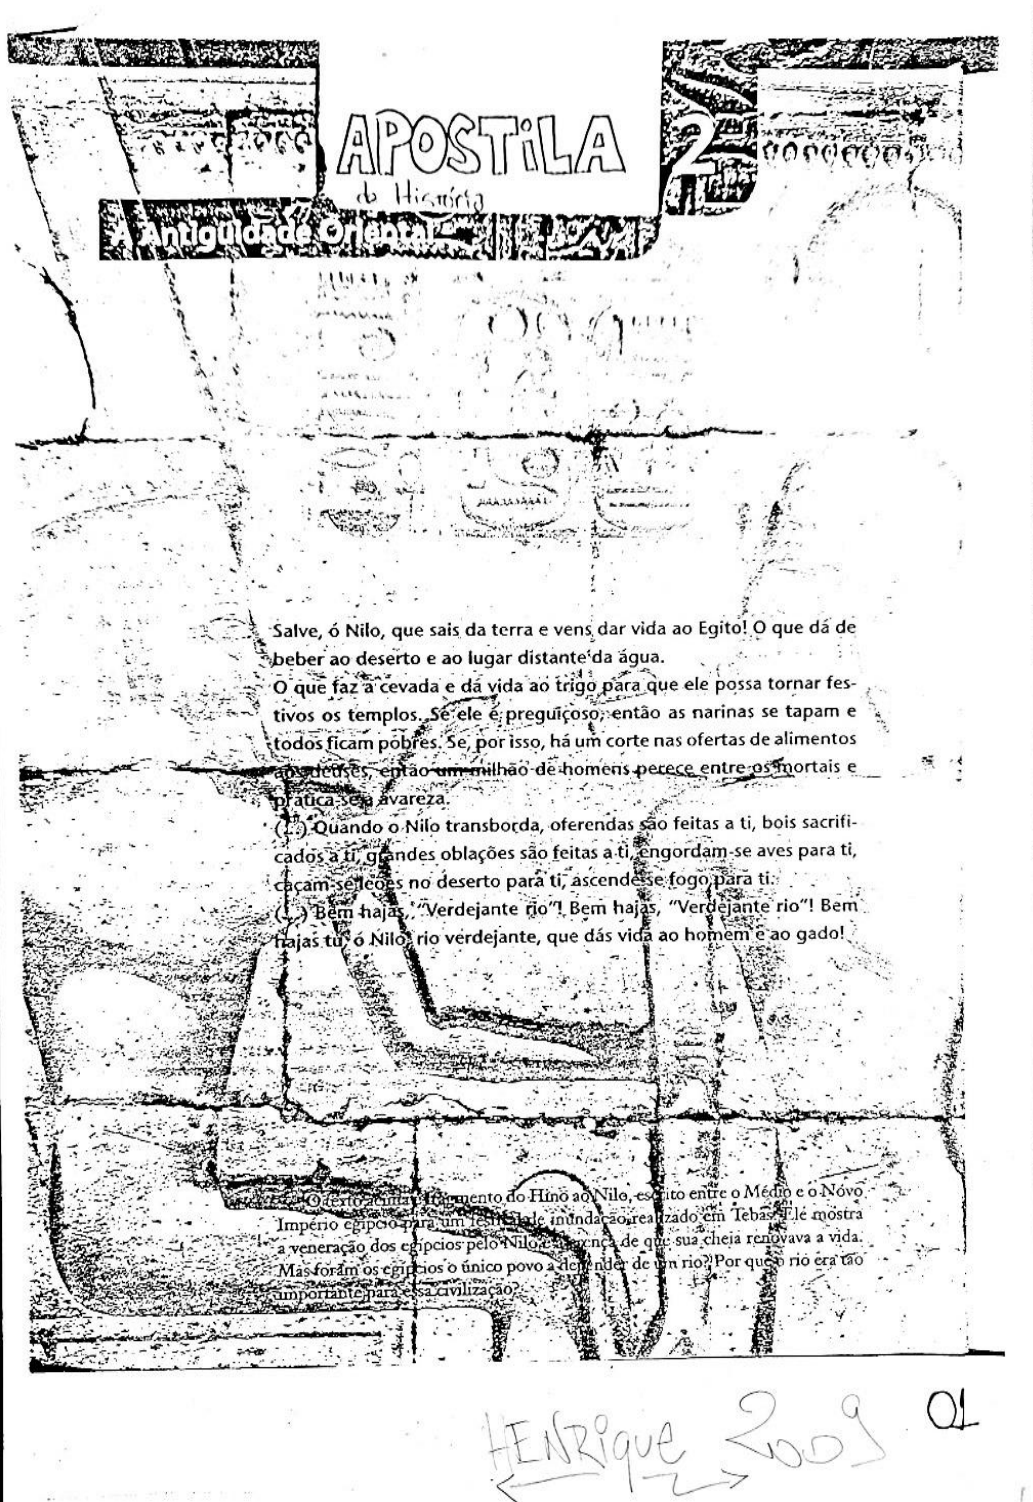 APOSTiLA
2
de História
A Antiguidade Oriental
Salve, ó Nilo, que sais da terra e vens dar vida ao Egito! O que dá de
beber ao deserto e ao lugar distante da água.
O que faz a cevada e dá vida ao trigo para que ele possa tornar fes-
tivos os templos. Se ele é preguiçoso, então as narinas se tapam e
todos ficam pobres. Se, por isso, há um corte nas ofertas de alimentos
aos deuses, então um milhão de homens perece entre os mortais e
pratica-se a avareza.
(...) Quando o Nilo transborda, oferendas são feitas a ti, bois sacrifi-
cados a ti, grandes oblações são feitas a ti, engordam-se aves para ti,
caçam-se leões no deserto para ti, ascende-se fogo para ti.
(...) Bem hajas, "Verdejante rio"! Bem hajas, "Verdejante rio"! Bem
hajas tu, ó Nilo, rio verdejante, que dás vida ao homem e ao gado!
O texto acima é fragmento do Hino ao Nilo, escrito entre o Médio e o Novo
Império egípcio para um festival de inundação realizado em Tebas. Ele mostra
a veneração dos egípcios pelo Nilo e a crença de que sua cheia renovava a vida.
Mas foram os egípcios o único povo a depender de um rio? Por que o rio era tão
importante para essa civilização?
HENRique 2009
01